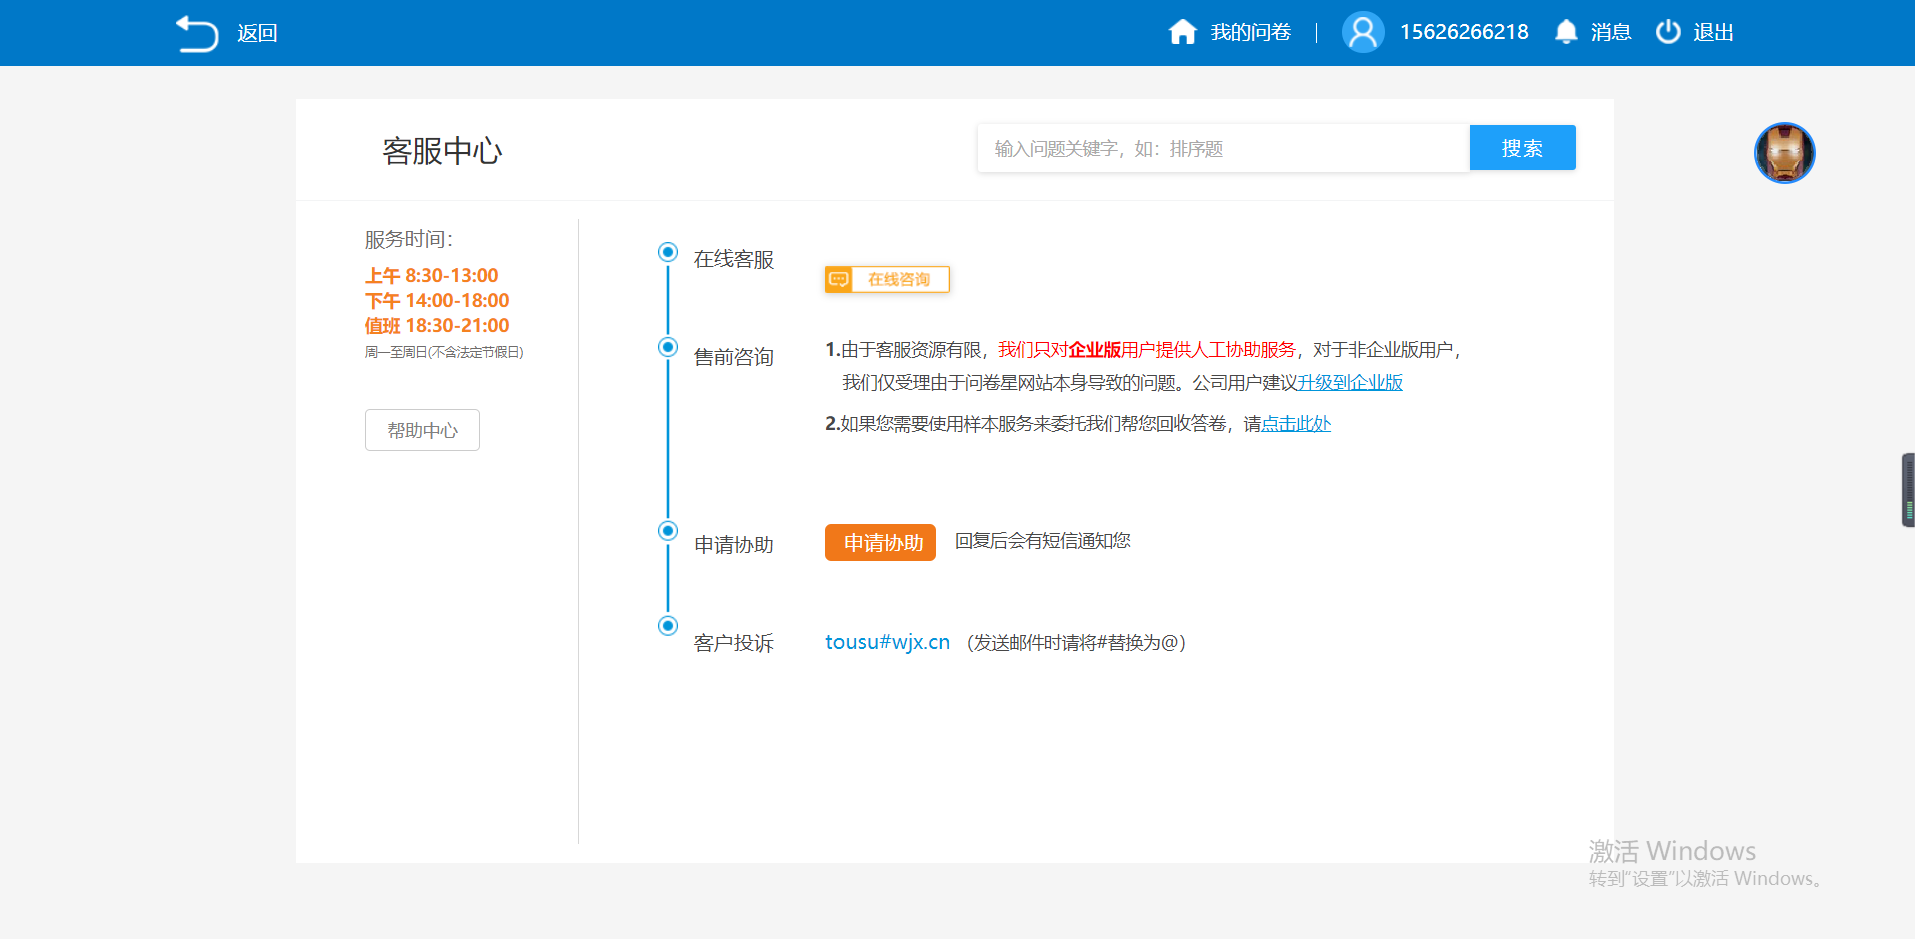 返回
我的问卷 | 15626266218 消息 退出
客服中心
输入问题关键字，如：排序题
搜索
服务时间：
上午 8:30-13:00
下午 14:00-18:00
值班 18:30-21:00
周一至周日(不含法定节假日)
帮助中心
在线客服
在线咨询
售前咨询
1.由于客服资源有限，我们只对企业版用户提供人工协助服务，对于非企业版用户，
我们仅受理由于问卷星网站本身导致的问题。公司用户建议升级到企业版
2.如果您需要使用样本服务来委托我们帮您回收答卷，请点击此处
申请协助
申请协助 回复后会有短信通知您
客户投诉
tousu#wjx.cn （发送邮件时请将#替换为@）
激活 Windows
转到“设置”以激活 Windows。